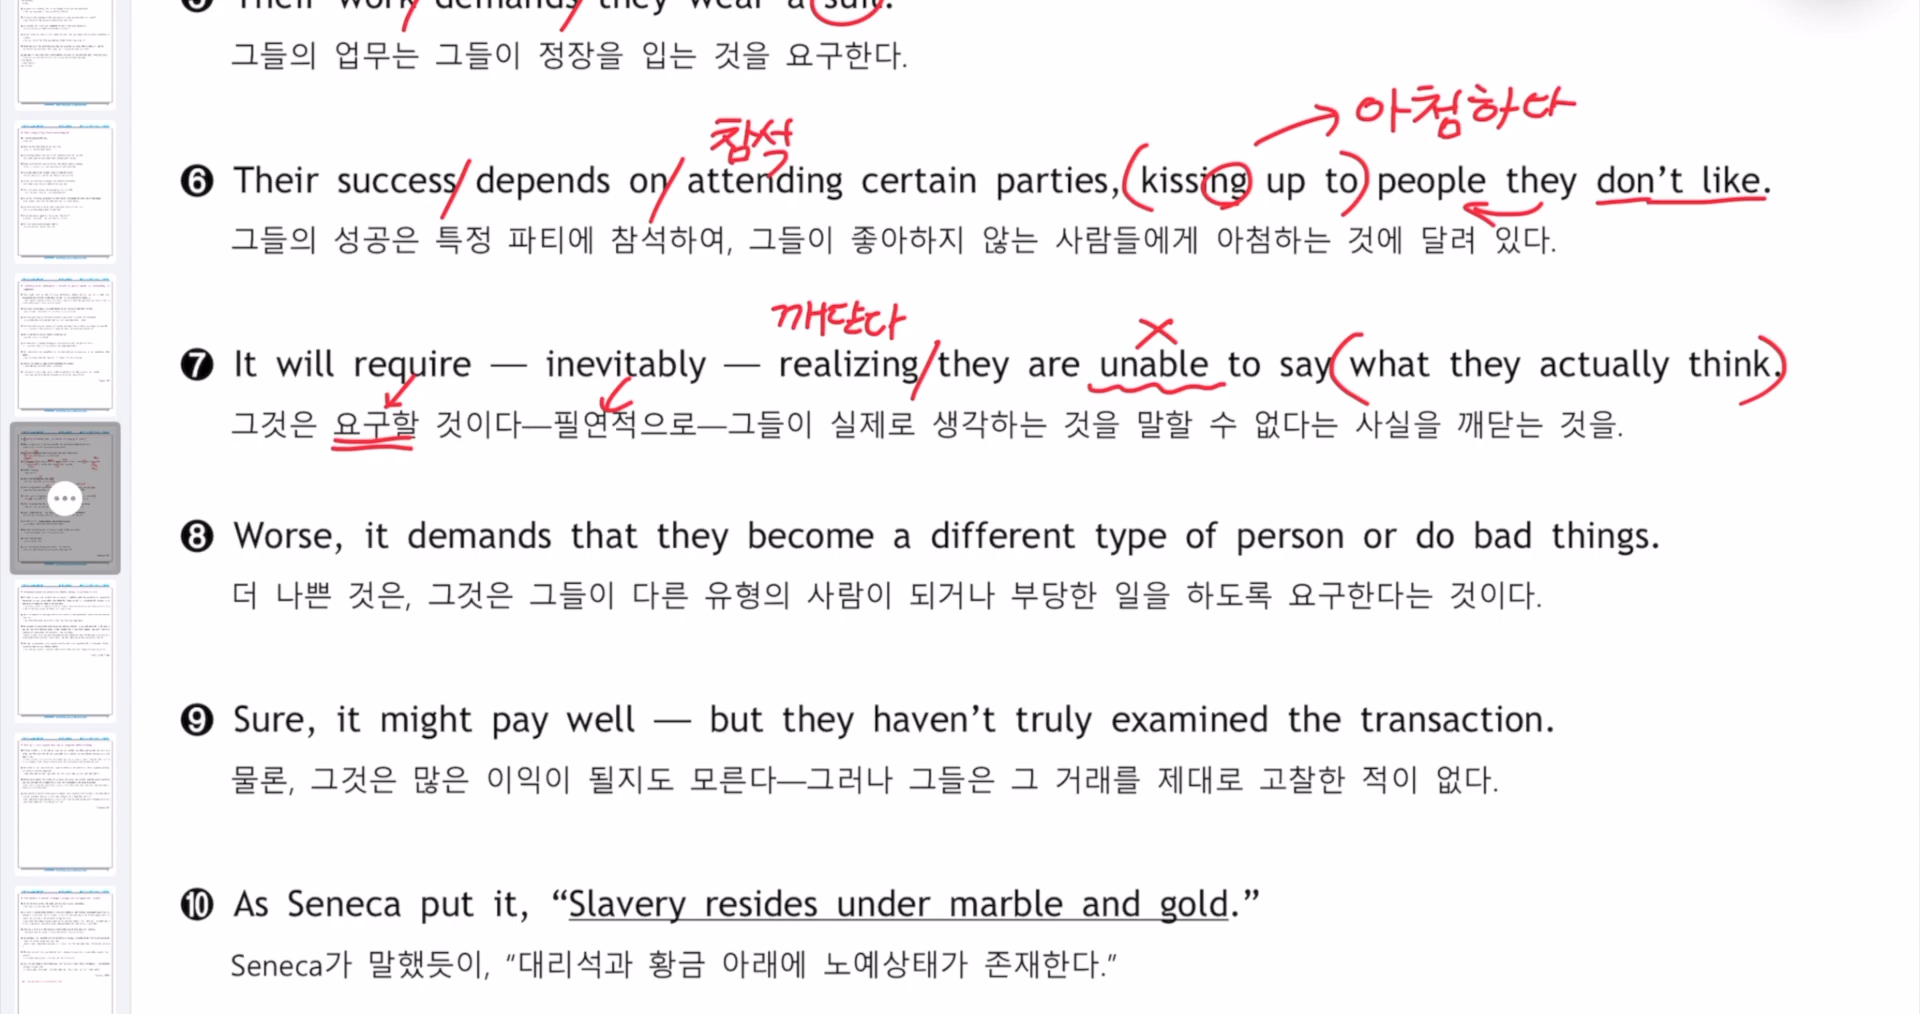 ❺ Their work demands they wear a suit.
그들의 업무는 그들이 정장을 입는 것을 요구한다.
아첨하다
참석
❻ Their success depends on attending certain parties, kissing up to people they don't like.
그들의 성공은 특정 파티에 참석하여, 그들이 좋아하지 않는 사람들에게 아첨하는 것에 달려 있다.
깨닫다
❼ It will require — inevitably — realizing they are unable to say what they actually think.
그것은 요구할 것이다—필연적으로—그들이 실제로 생각하는 것을 말할 수 없다는 사실을 깨닫는 것을.
❽ Worse, it demands that they become a different type of person or do bad things.
더 나쁜 것은, 그것은 그들이 다른 유형의 사람이 되거나 부당한 일을 하도록 요구한다는 것이다.
❾ Sure, it might pay well — but they haven't truly examined the transaction.
물론, 그것은 많은 이익이 될지도 모른다—그러나 그들은 그 거래를 제대로 고찰한 적이 없다.
❿ As Seneca put it, “Slavery resides under marble and gold.”
Seneca가 말했듯이, “대리석과 황금 아래에 노예상태가 존재한다.”